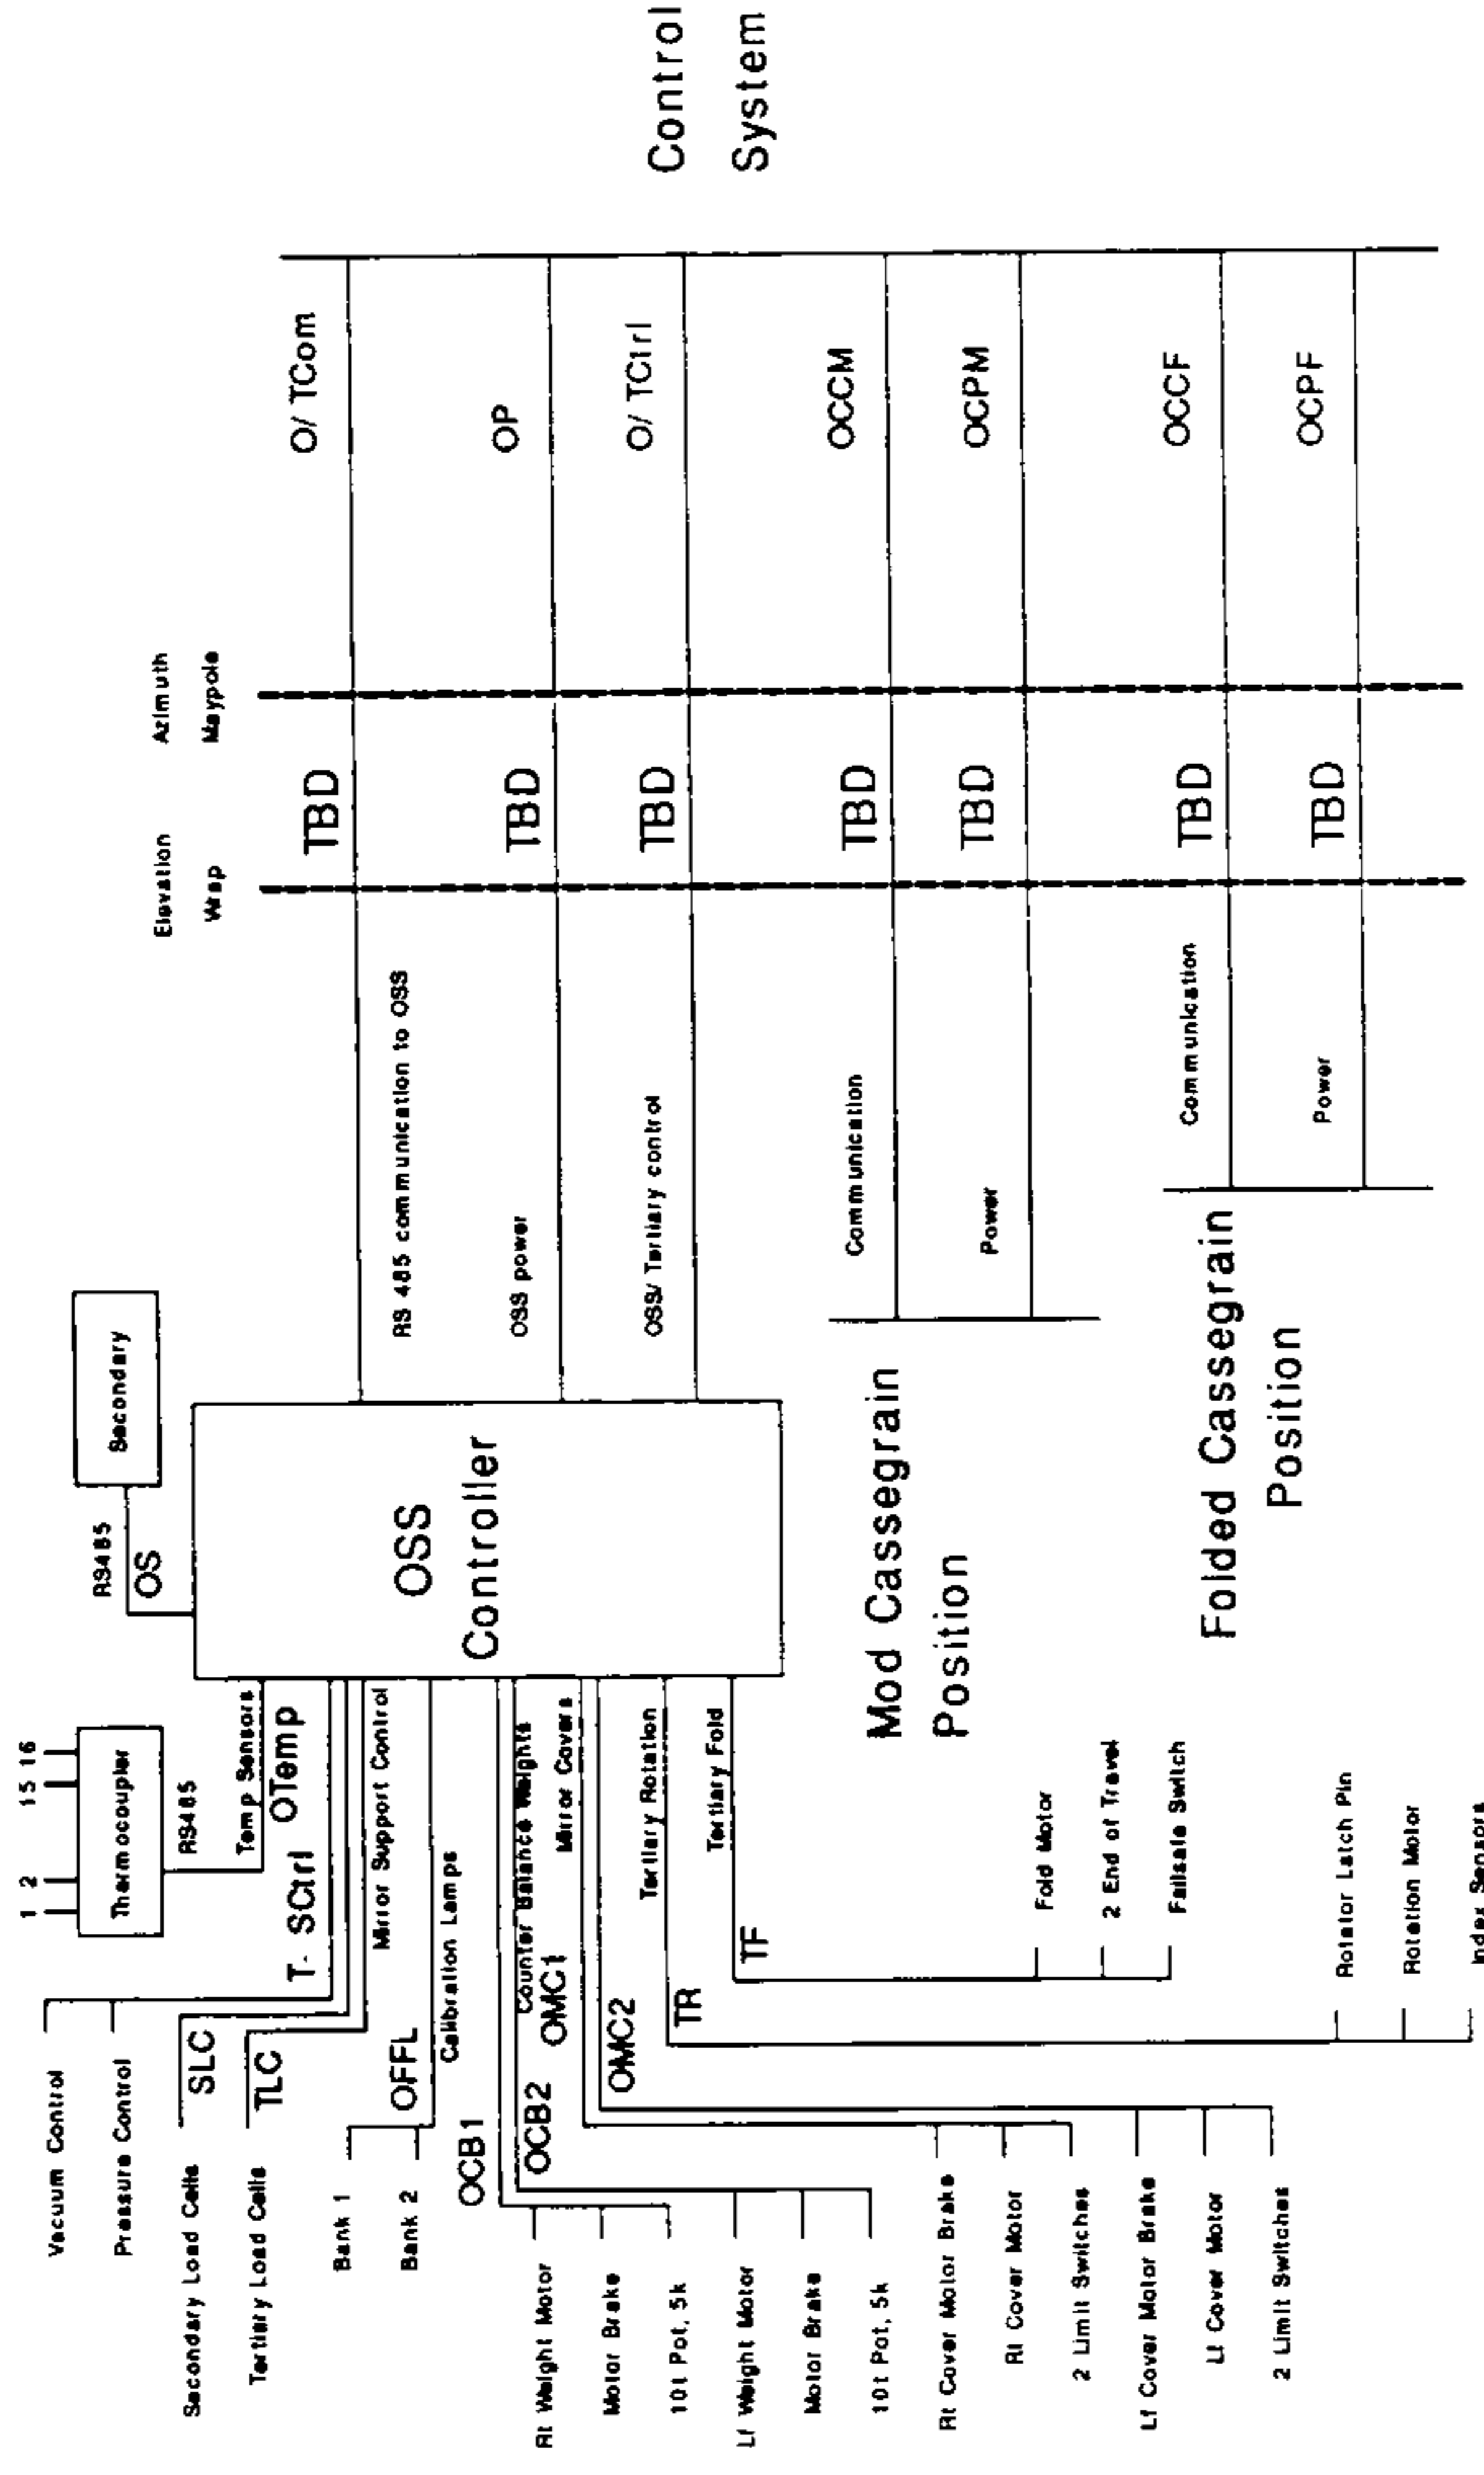 Vacuum Control
Pressure Control
Secondary Load Cells
SLC
Tertiary Load Cells
TLC
T- SCtrl
Mirror Support Control
1 2 15 16
Thermocoupler
RS485
Temp Sensors
OTemp
RS485
OS
Secondary
OSS
Controller
Bank 1
Bank 2
OFFL
Calibration Lamps
OCB1
OCB2
Counter Balance Weights
Rt Weight Motor
Motor Brake
10t Pot, 5k
Lf Weight Motor
Motor Brake
10t Pot, 5k
OMC1
OMC2
Mirror Covers
Rt Cover Motor Brake
Rt Cover Motor
2 Limit Switches
Lf Cover Motor Brake
Lf Cover Motor
2 Limit Switches
TR
Tertiary Rotation
TF
Tertiary Fold
Fold Motor
2 End of Travel
Failsafe Switch
Rotator Latch Pin
Rotation Motor
Index Sensors
Elevation
Wrap
Azimuth
Maypole
RS 485 communication to OSS
TBD
O/ TCom
OSS power
TBD
OP
OSS/ Tertiary control
TBD
O/ TCtrl
Mod Cassegrain
Position
Communication
TBD
OCCM
Power
TBD
OCPM
Folded Cassegrain
Position
Communication
TBD
OCCF
Power
TBD
OCPF
Control
System